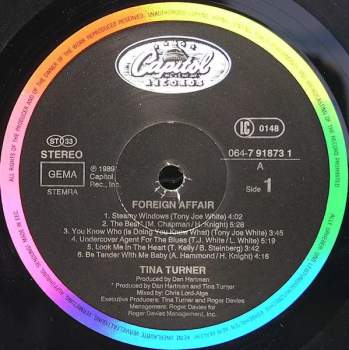 Capitol
RECORDS
ST 33
STEREO
GEMA
STEMRA
℗ 1989
Capitol
Rec., Inc.
LC 0148
064-7 91873 1
A
Side 1
FOREIGN AFFAIR
1. Steamy Windows (Tony Joe White) 4:02
2. The Best* (M. Chapman / H. Knight) 5:28
3. You Know Who (Is Doing You Know What) (Tony Joe White) 3:45
4. Undercover Agent For The Blues (T.J. White / L. White) 5:20
5. Look Me In The Heart (T. Kelly / B. Steinberg) 3:42
6. Be Tender With Me Baby (A. Hammond / H. Knight) 4:16
TINA TURNER
Produced by Dan Hartman
* Produced by Dan Hartman and Tina Turner
Mixed by: Chris Lord-Alge
Executive Producers: Tina Turner and Roger Davies
Management: Roger Davies for
Roger Davies Management, Inc.